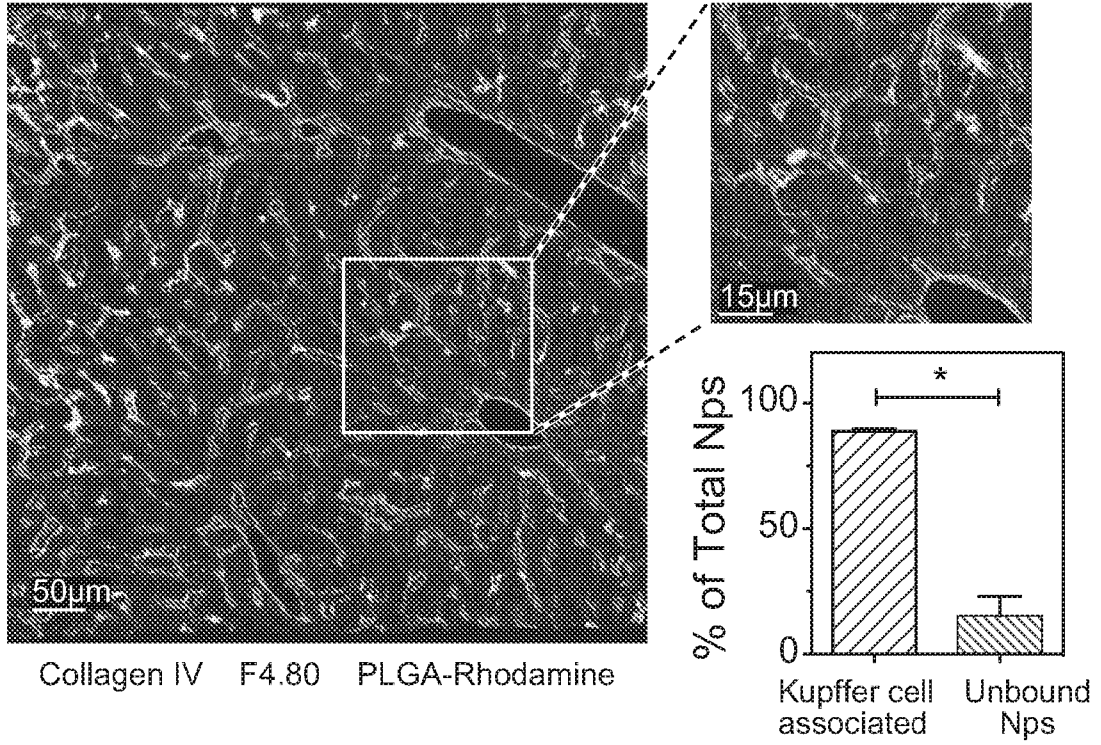 50μm
Collagen IV F4.80 PLGA-Rhodamine
15μm
% of Total Nps
100
50
0
*
Kupffer cell associated
Unbound Nps